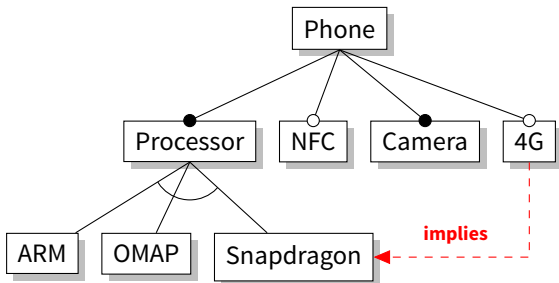 Phone
Processor
NFC
Camera
4G
implies
ARM
OMAP
Snapdragon